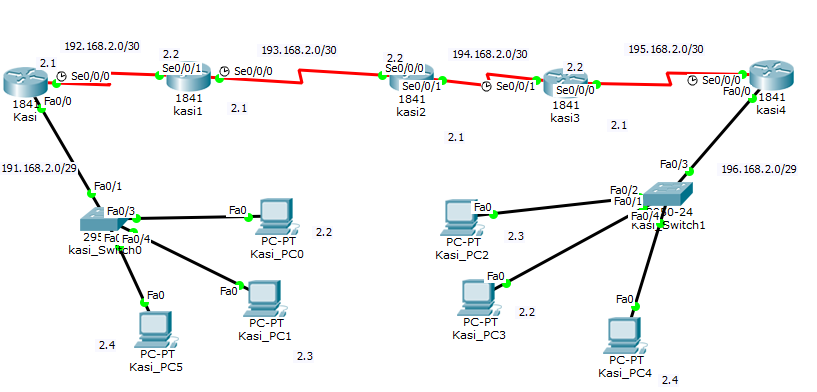 192.168.2.0/30
193.168.2.0/30
194.168.2.0/30
195.168.2.0/30
2.1
2.2
2.2
2.2
Se0/0/0
Se0/0/1
Se0/0/0
Se0/0/0
Se0/0/1
Se0/0/1
Se0/0/0
Se0/0/0
Fa0/0
Fa0/0
1841
Kasi
1841
kasi1
1841
kasi2
1841
kasi3
1841
kasi4
2.1
2.1
2.1
191.168.2.0/29
196.168.2.0/29
Fa0/1
Fa0/3
Fa0/4
kasi_Switch0
Fa0
PC-PT
Kasi_PC0
2.2
Fa0
PC-PT
Kasi_PC1
2.3
Fa0
PC-PT
Kasi_PC5
2.4
Fa0/3
Fa0/2
Fa0/1
Fa0/4
Kasi_Switch1
Fa0
PC-PT
Kasi_PC2
2.3
Fa0
PC-PT
Kasi_PC3
2.2
Fa0
PC-PT
Kasi_PC4
2.4